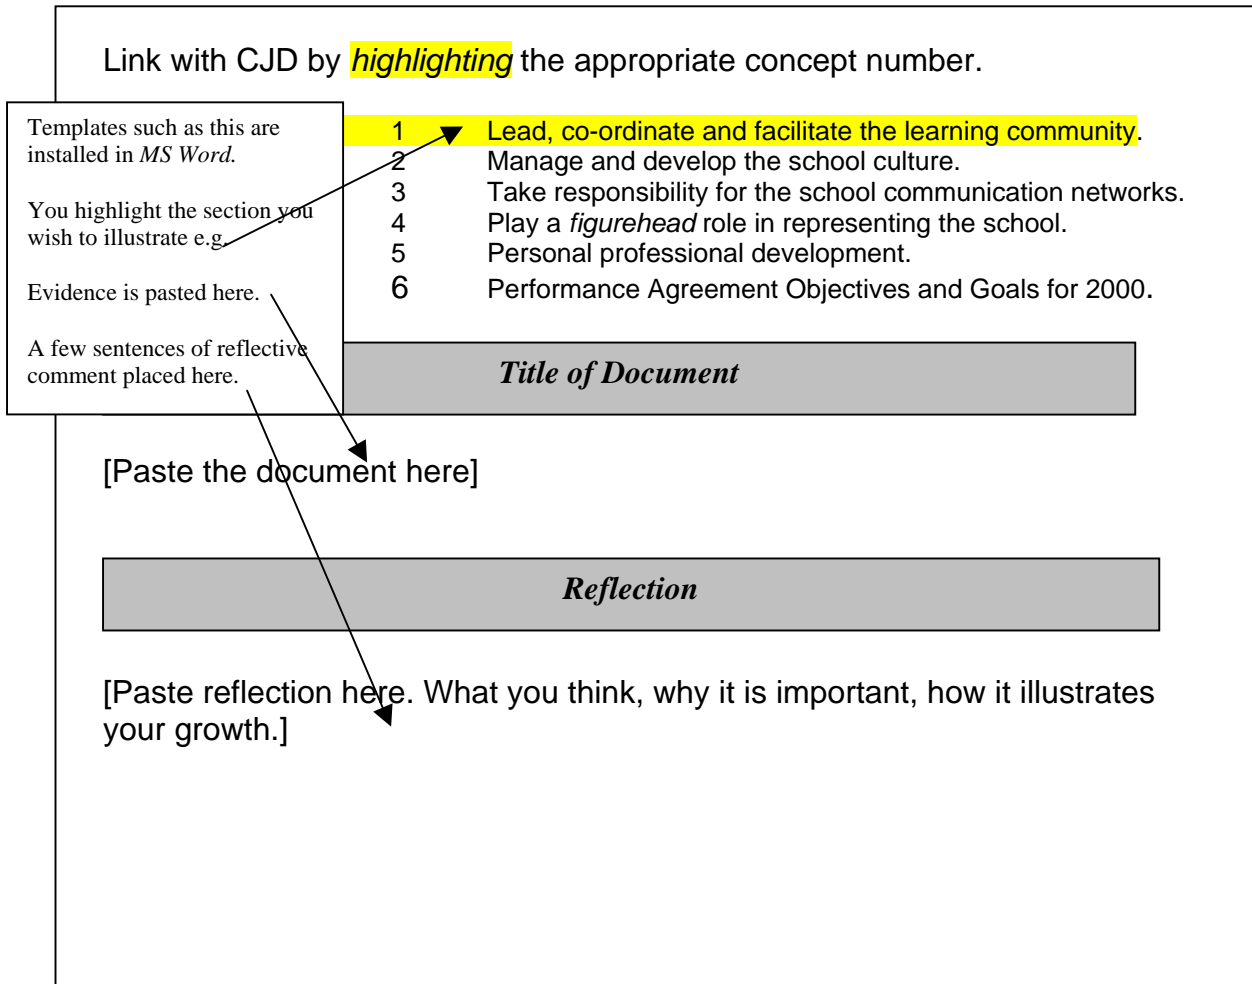 Link with CJD by highlighting the appropriate concept number.
Templates such as this are
installed in MS Word.
You highlight the section you
wish to illustrate e.g.
Evidence is pasted here.
A few sentences of reflective
comment placed here.
1 Lead, co-ordinate and facilitate the learning community.
2 Manage and develop the school culture.
3 Take responsibility for the school communication networks.
4 Play a figurehead role in representing the school.
5 Personal professional development.
6 Performance Agreement Objectives and Goals for 2000.
Title of Document
[Paste the document here]
Reflection
[Paste reflection here. What you think, why it is important, how it illustrates
your growth.]